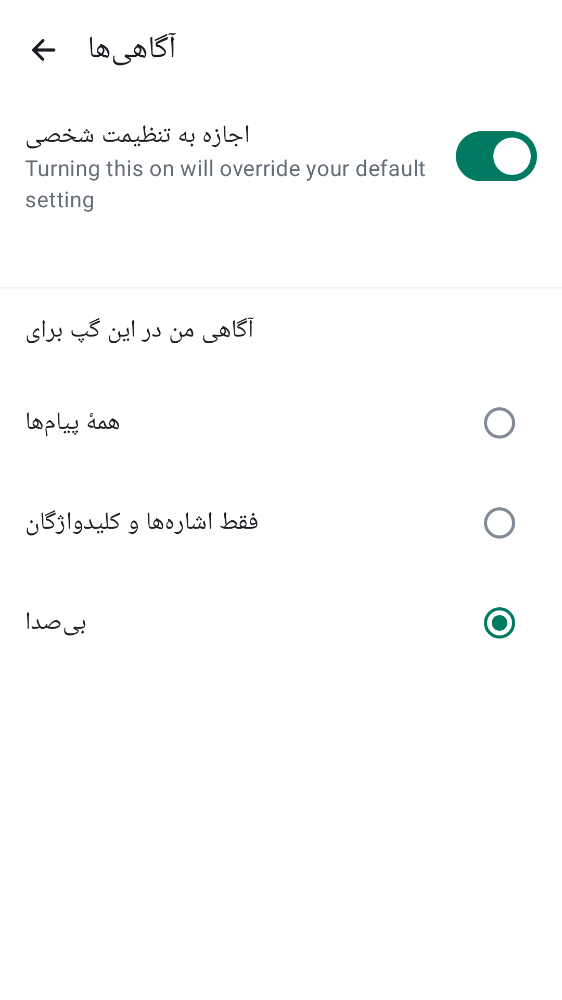 آگاهی‌ها
اجازه به تنظیمت شخصی
Turning this on will override your default
setting
آگاهی من در این گپ برای
همهٔ پیام‌ها
فقط اشاره‌ها و کلیدواژگان
بی‌صدا